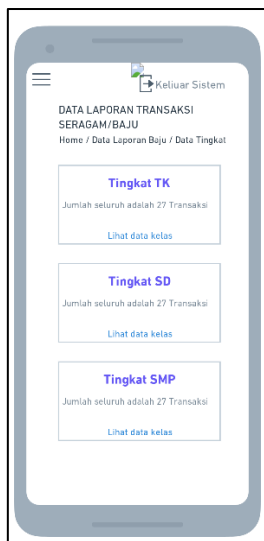 Keliuar Sistem
DATA LAPORAN TRANSAKSI
SERAGAM/BAJU
Home / Data Laporan Baju / Data Tingkat
Tingkat TK
Jumlah seluruh adalah 27 Transaksi
Lihat data kelas
Tingkat SD
Jumlah seluruh adalah 27 Transaksi
Lihat data kelas
Tingkat SMP
Jumlah seluruh adalah 27 Transaksi
Lihat data kelas